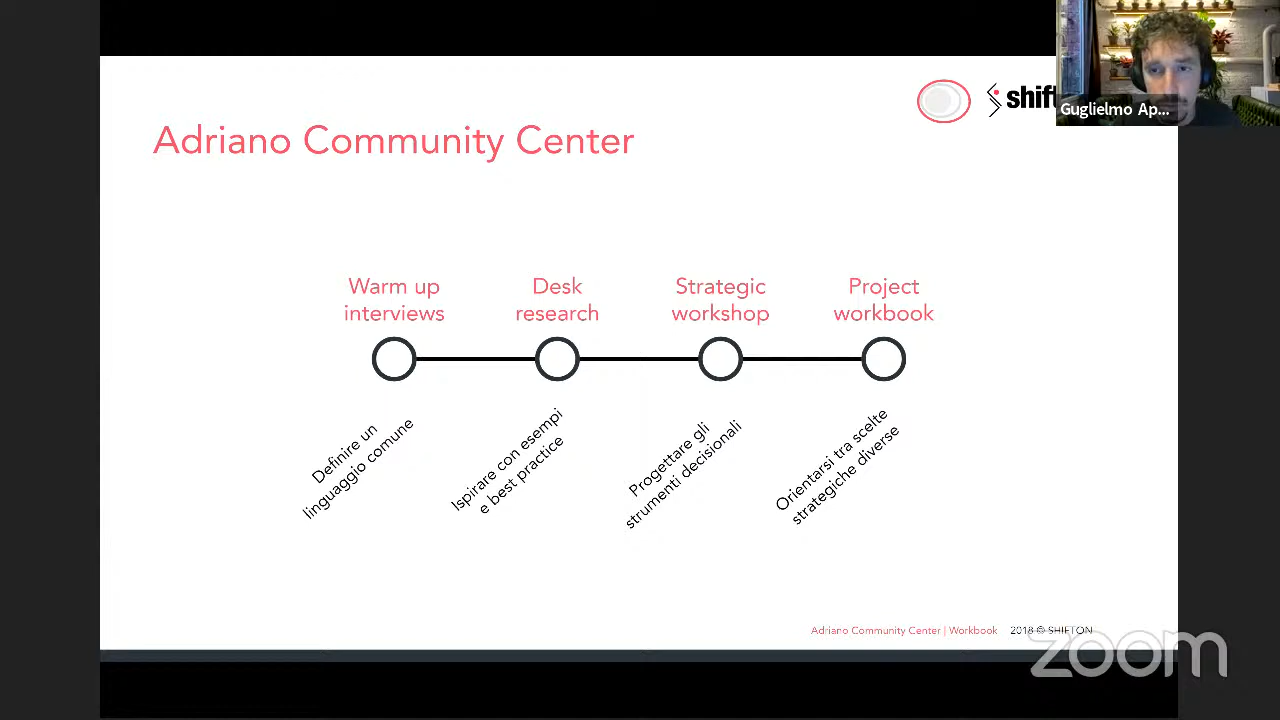 shift
Guglielmo Ap...
Adriano Community Center
Warm up
interviews
Desk
research
Strategic
workshop
Project
workbook
Definire un
linguaggio comune
Ispirare con esempi
e best practice
Progettare gli
strumenti decisionali
Orientarsi tra scelte
strategiche diverse
Adriano Community Center | Workbook 2018 © SHIFTON
zoom